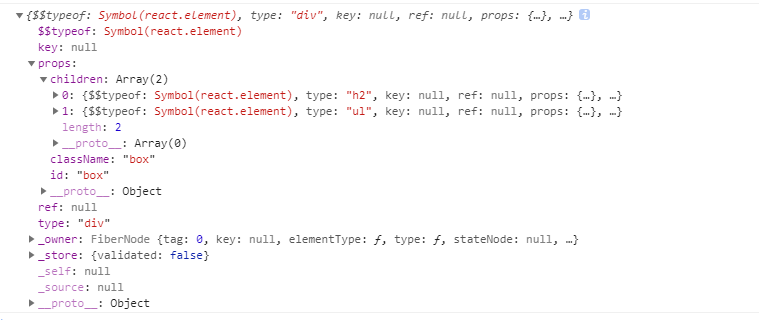 ▼{$$typeof: Symbol(react.element), type: "div", key: null, ref: null, props: {…}, …} i
$$typeof: Symbol(react.element)
key: null
▼props:
▼children: Array(2)
▶0: {$$typeof: Symbol(react.element), type: "h2", key: null, ref: null, props: {…}, …}
▶1: {$$typeof: Symbol(react.element), type: "ul", key: null, ref: null, props: {…}, …}
length: 2
▶__proto__: Array(0)
className: "box"
id: "box"
▶__proto__: Object
ref: null
type: "div"
▶_owner: FiberNode {tag: 0, key: null, elementType: ƒ, type: ƒ, stateNode: null, …}
▶_store: {validated: false}
_self: null
_source: null
▶__proto__: Object